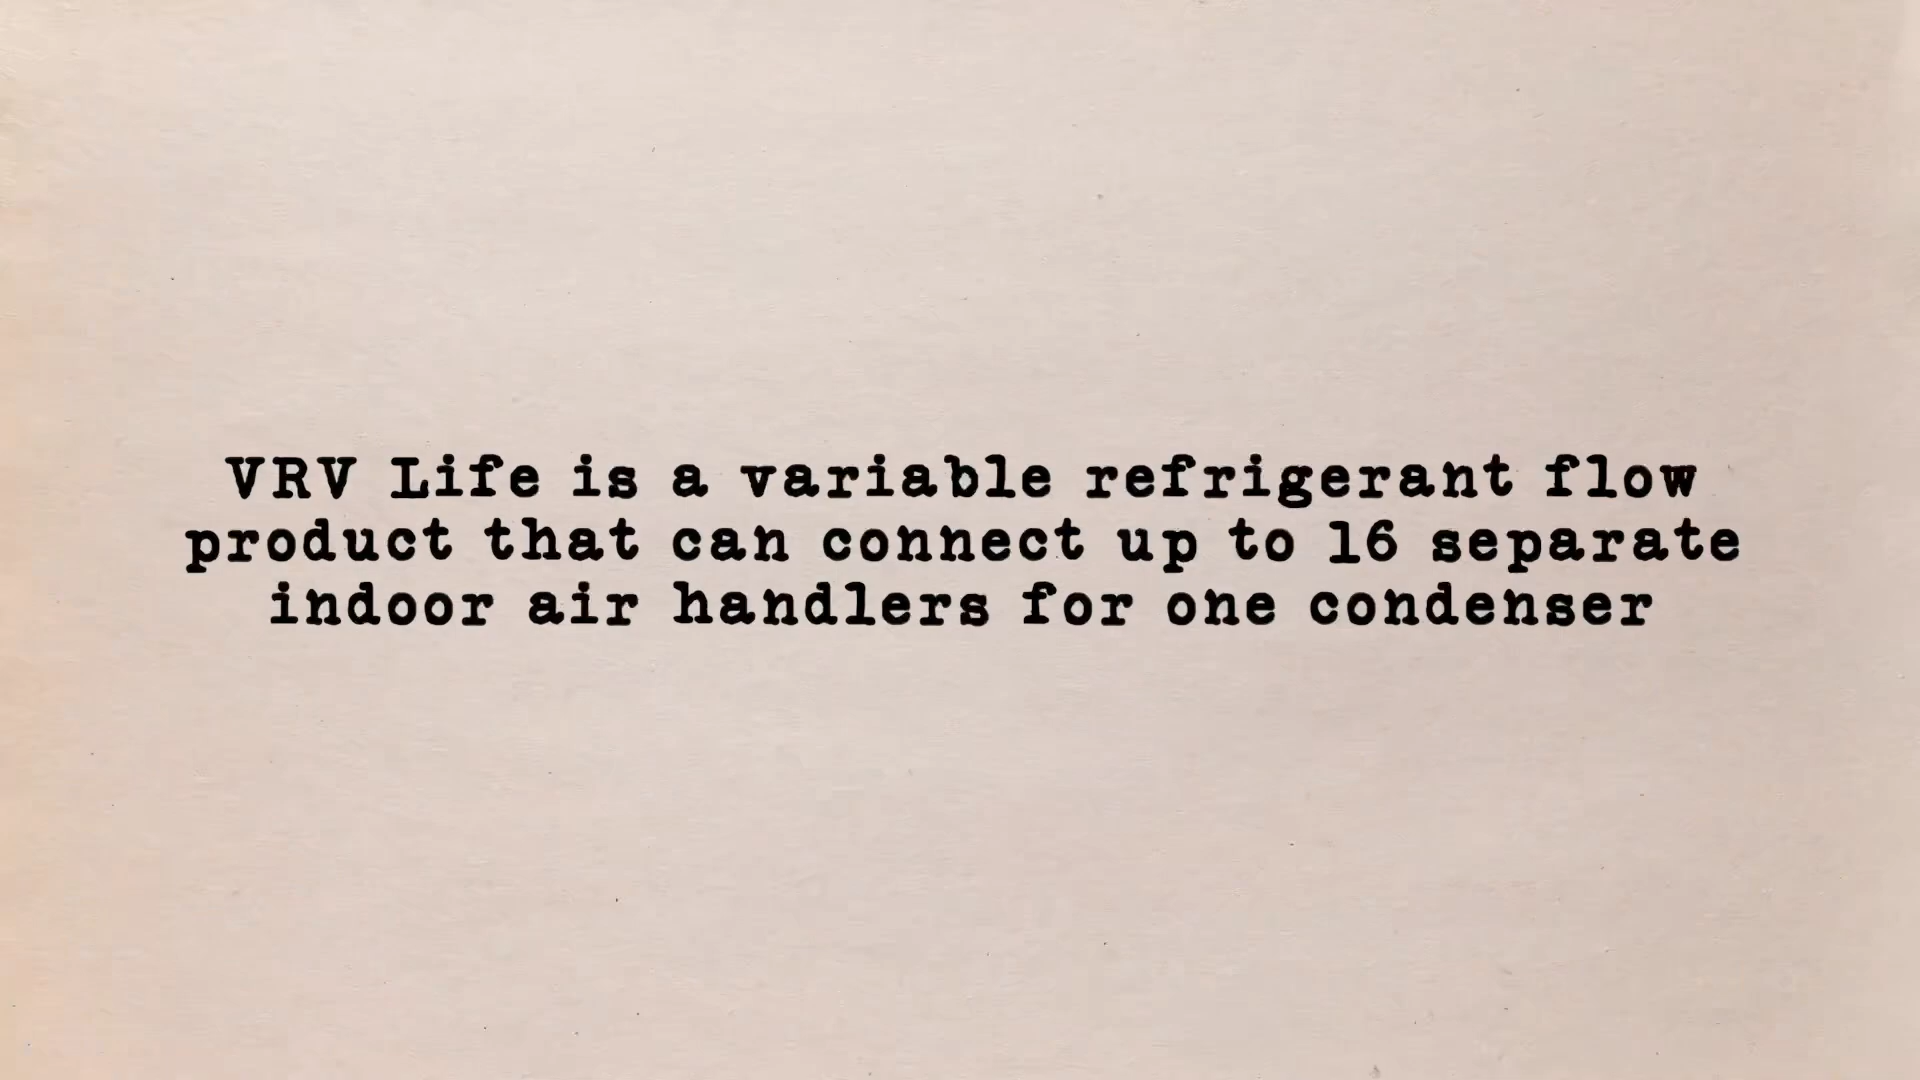 VRV Life is a variable refrigerant flow
product that can connect up to 16 separate
indoor air handlers for one condenser